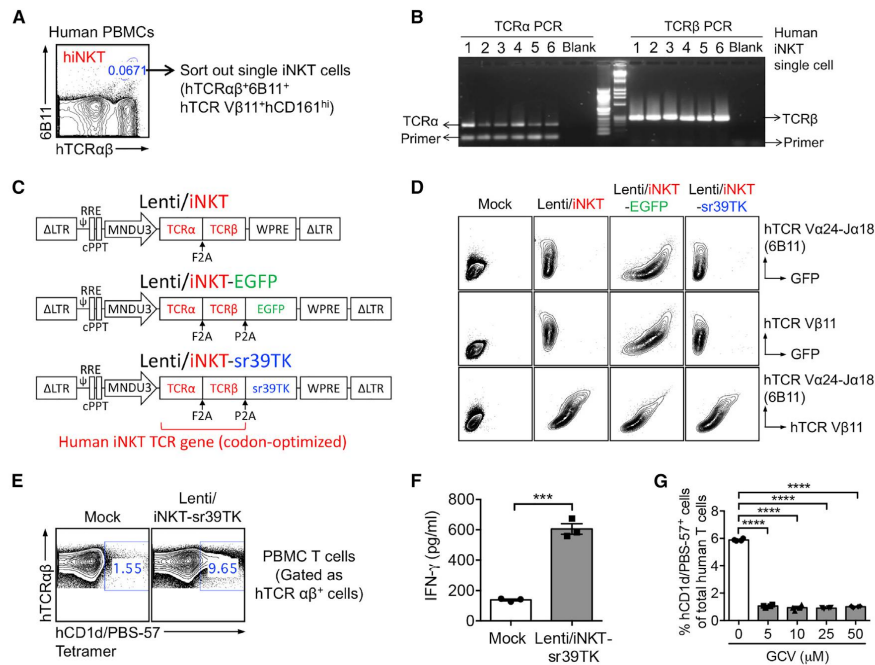 A
Human PBMCs
hiNKT
0.0671
6B11
hTCRαβ
Sort out single iNKT cells
(hTCRαβ⁺6B11⁺
hTCR Vβ11⁺hCD161ʰⁱ)
B
TCRα PCR
TCRβ PCR
1 2 3 4 5 6 Blank
1 2 3 4 5 6 Blank
Human
iNKT
single cell
TCRα
Primer
TCRβ
Primer
C
Lenti/iNKT
ΔLTR
ψ
RRE
cPPT
MNDU3
TCRα
TCRβ
WPRE
ΔLTR
F2A
Lenti/iNKT-EGFP
ΔLTR
ψ
RRE
cPPT
MNDU3
TCRα
TCRβ
EGFP
WPRE
ΔLTR
F2A
P2A
Lenti/iNKT-sr39TK
ΔLTR
ψ
RRE
cPPT
MNDU3
TCRα
TCRβ
sr39TK
WPRE
ΔLTR
F2A
P2A
Human iNKT TCR gene (codon-optimized)
D
Mock
Lenti/iNKT
Lenti/iNKT
-EGFP
Lenti/iNKT
-sr39TK
hTCR Vα24-Jα18
(6B11)
GFP
hTCR Vβ11
GFP
hTCR Vα24-Jα18
(6B11)
hTCR Vβ11
E
Mock
Lenti/
iNKT-sr39TK
1.55
9.65
hTCRαβ
hCD1d/PBS-57
Tetramer
PBMC T cells
(Gated as
hTCR αβ⁺ cells)
F
IFN-γ (pg/ml)
800
600
400
200
0
***
Mock
Lenti/iNKT-
sr39TK
G
% hCD1d/PBS-57⁺ cells
of total human T
8
6
4
2
0
****
****
****
****
0 5 10 25 50
GCV (μM)